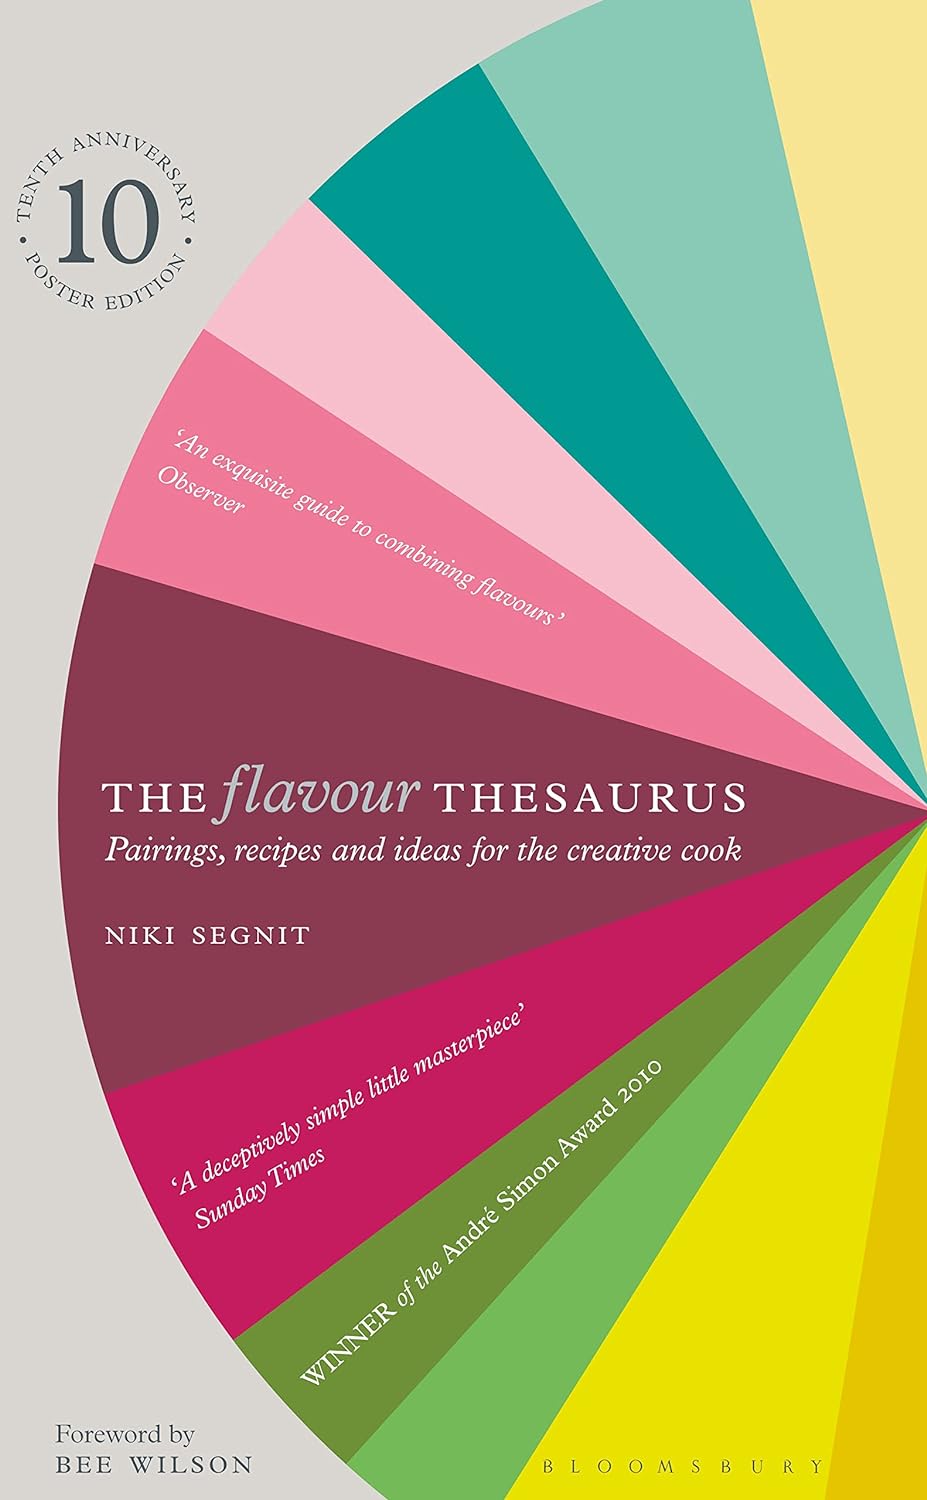 · TENTH ANNIVERSARY ·
10
POSTER EDITION
‘An exquisite guide to combining flavours’
Observer
THE flavour THESAURUS
Pairings, recipes and ideas for the creative cook
NIKI SEGNIT
‘A deceptively simple little masterpiece’
Sunday Times
WINNER of the André Simon Award 2010
Foreword by
BEE WILSON
BLOOMSBURY